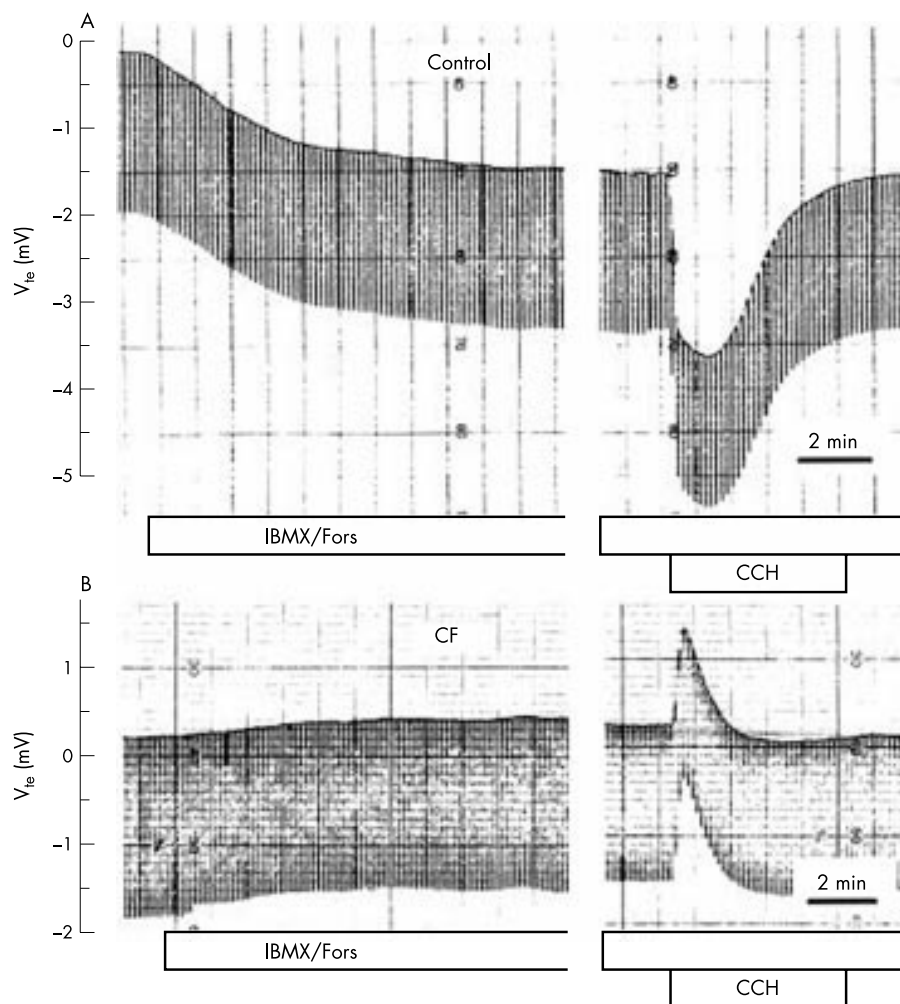 A
Control
0
-1
-2
-3
-4
-5
V_te (mV)
2 min
IBMX/Fors
CCH
B
CF
1
0
-1
-2
V_te (mV)
2 min
IBMX/Fors
CCH